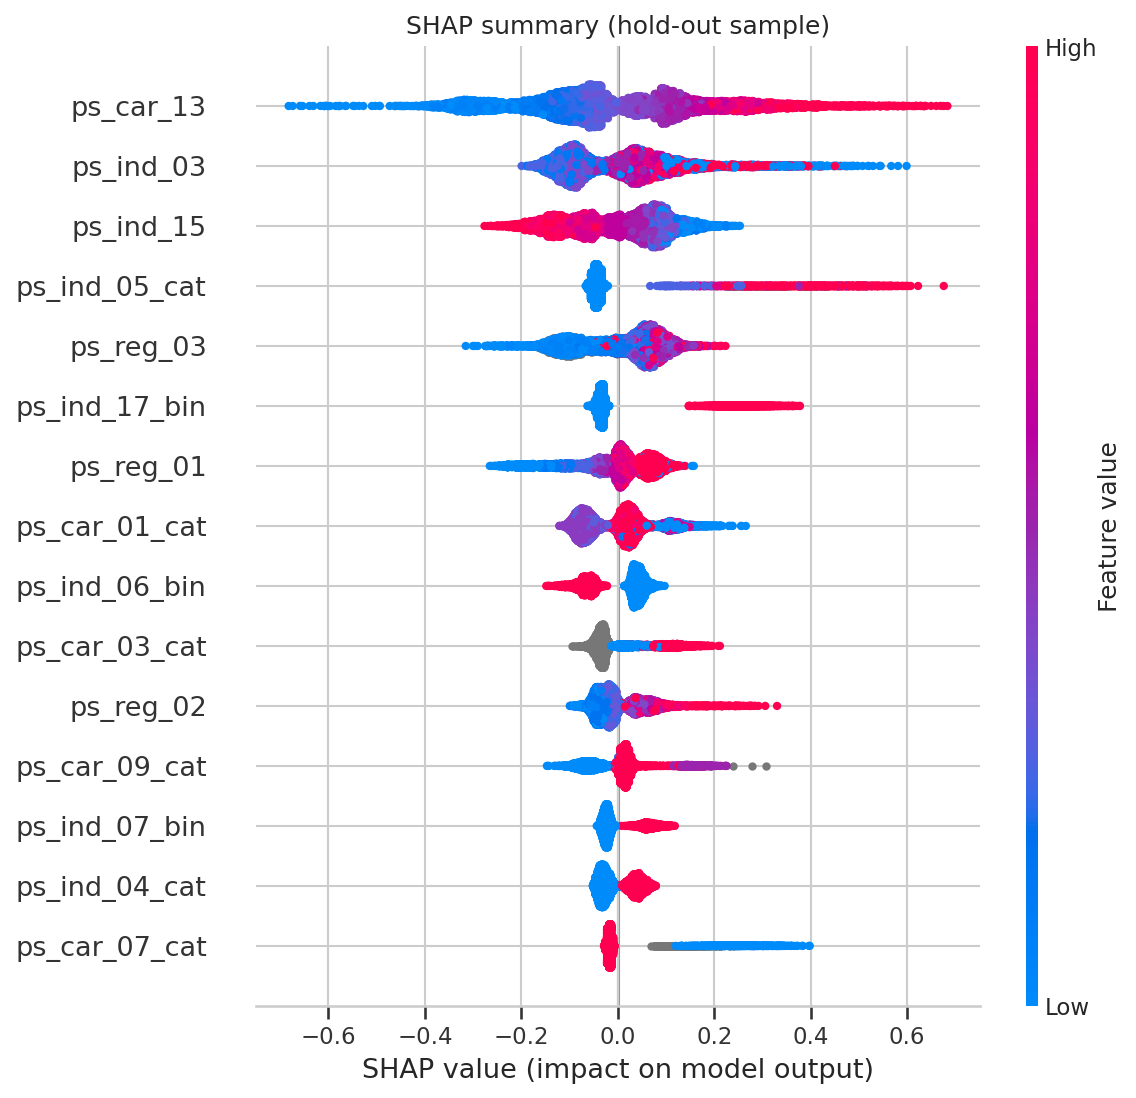 SHAP summary (hold-out sample)
High
ps_car_13
ps_ind_03
ps_ind_15
ps_ind_05_cat
ps_reg_03
ps_ind_17_bin
ps_reg_01
ps_car_01_cat
ps_ind_06_bin
ps_car_03_cat
ps_reg_02
ps_car_09_cat
ps_ind_07_bin
ps_ind_04_cat
ps_car_07_cat
Feature value
Low
−0.6 −0.4 −0.2 0.0 0.2 0.4 0.6
SHAP value (impact on model output)